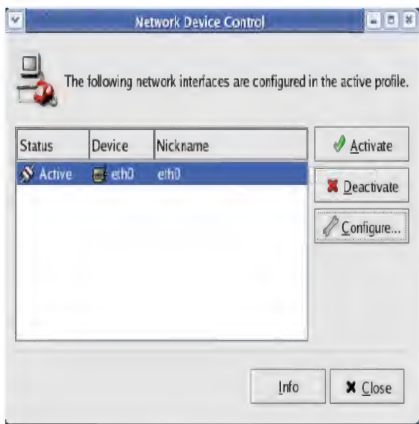 Network Device Control
The following network interfaces are configured in the active profile.
Status Device Nickname
Active eth0 eth0
Activate
Deactivate
Configure...
Info
Close